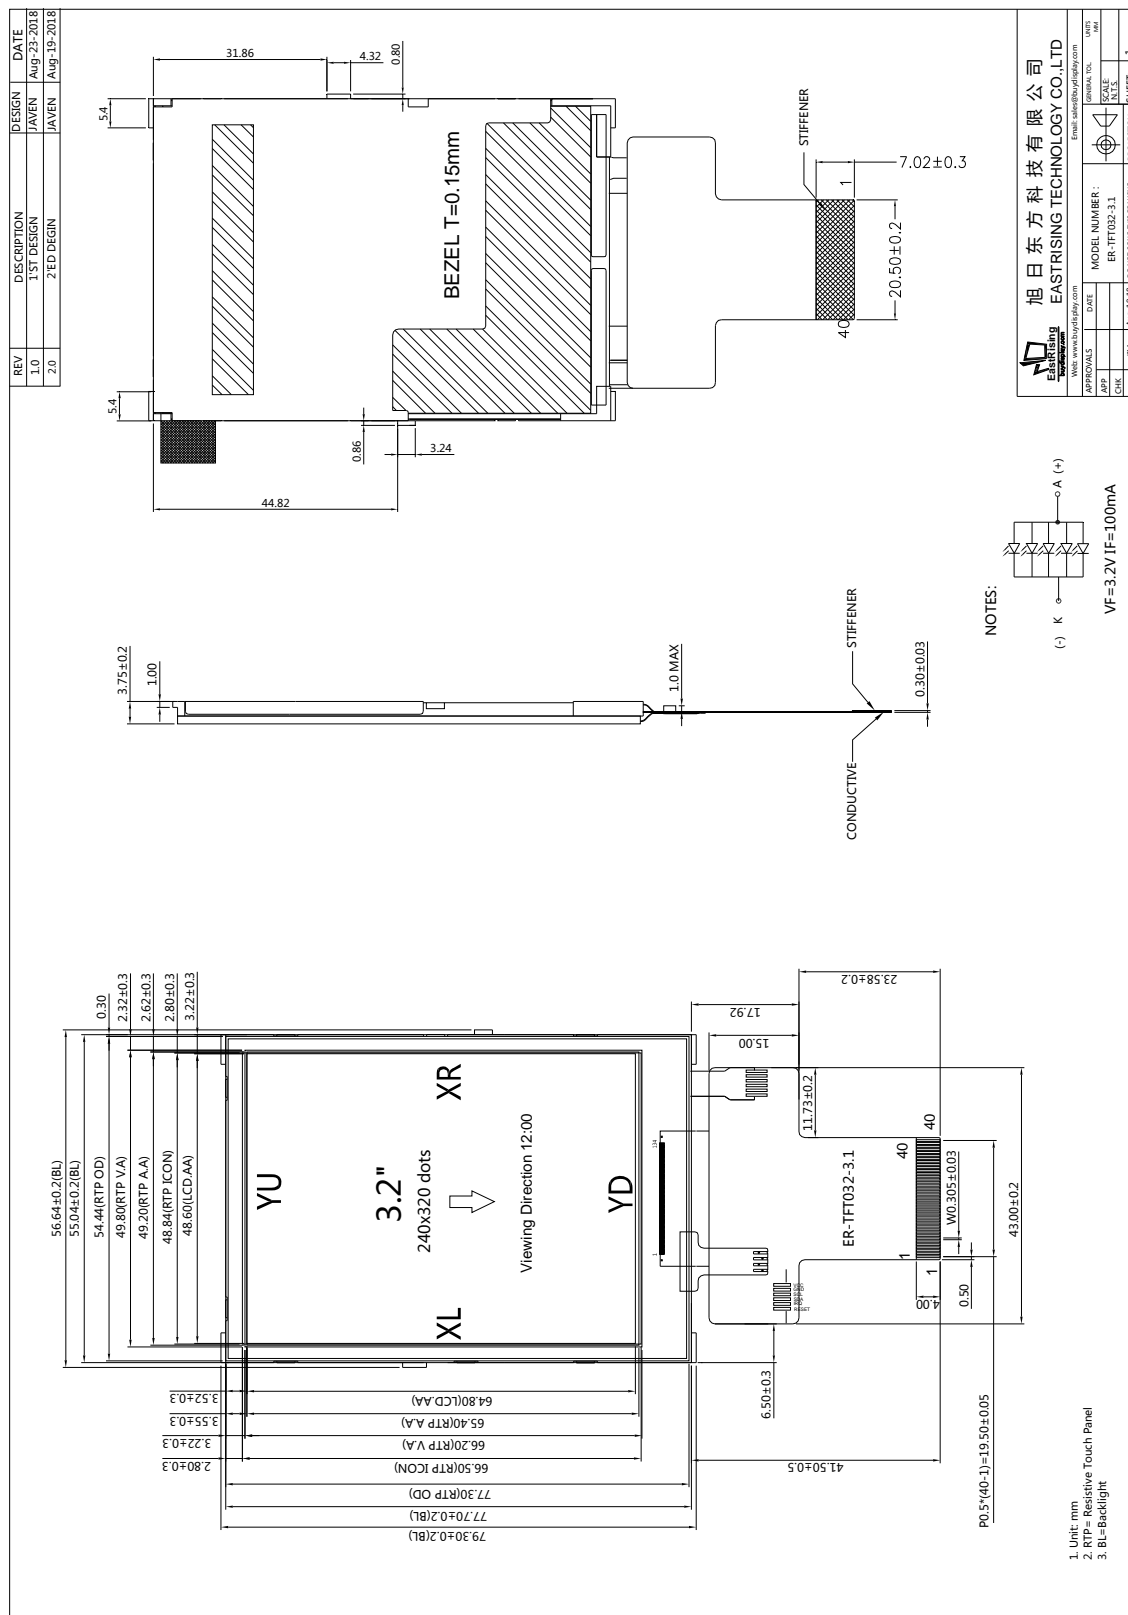 REV DESCRIPTION DESIGN DATE
1.0 1'ST DESIGN JAVEN Aug-23-2018
2.0 2'ED DEGIN JAVEN Aug-19-2018
31.86
4.32
0.80
5.4
5.4
BEZEL T=0.15mm
0.86
3.24
44.82
STIFFENER
7.02±0.3
1
40
20.50±0.2
3.75±0.2
1.00
1.0 MAX
STIFFENER
CONDUCTIVE
0.30±0.03
56.64±0.2(BL)
55.04±0.2(BL)
54.44(RTP OD)
49.80(RTP V.A)
49.20(RTP A.A)
48.84(RTP ICON)
48.60(LCD.AA)
0.30
2.32±0.3
2.62±0.3
2.80±0.3
3.22±0.3
YU
XL
XR
YD
3.2"
240x320 dots
Viewing Direction 12:00
1
134
3.52±0.3
3.55±0.3
3.22±0.3
2.80±0.3
64.80(LCD.AA)
65.40(RTP A.A)
66.20(RTP V.A)
66.50(RTP ICON)
77.30(RTP OD)
77.70±0.2(BL)
79.30±0.2(BL)
17.92
15.00
23.58±0.2
11.73±0.2
ER-TFT032-3.1
RESET
1
40
1
40
W0.305±0.03
43.00±0.2
4.00
0.50
6.50±0.3
41.50±0.5
P0.5*(40-1)=19.50±0.05
NOTES:
(-) K
A (+)
VF=3.2V IF=100mA
1. Unit: mm
2. RTP= Resistive Touch Panel
3. BL=Backlight
EastRising
buydisplay.com
旭日东方科技有限公司
EASTRISING TECHNOLOGY CO.,LTD
Web: www.buydisplay.com
Email: sales@buydisplay.com
APPROVALS DATE
APP
CHK
MODEL NUMBER :
ER-TFT032-3.1
GENERAL TOL.
UNITS
MM
SCALE:
N.T.S.